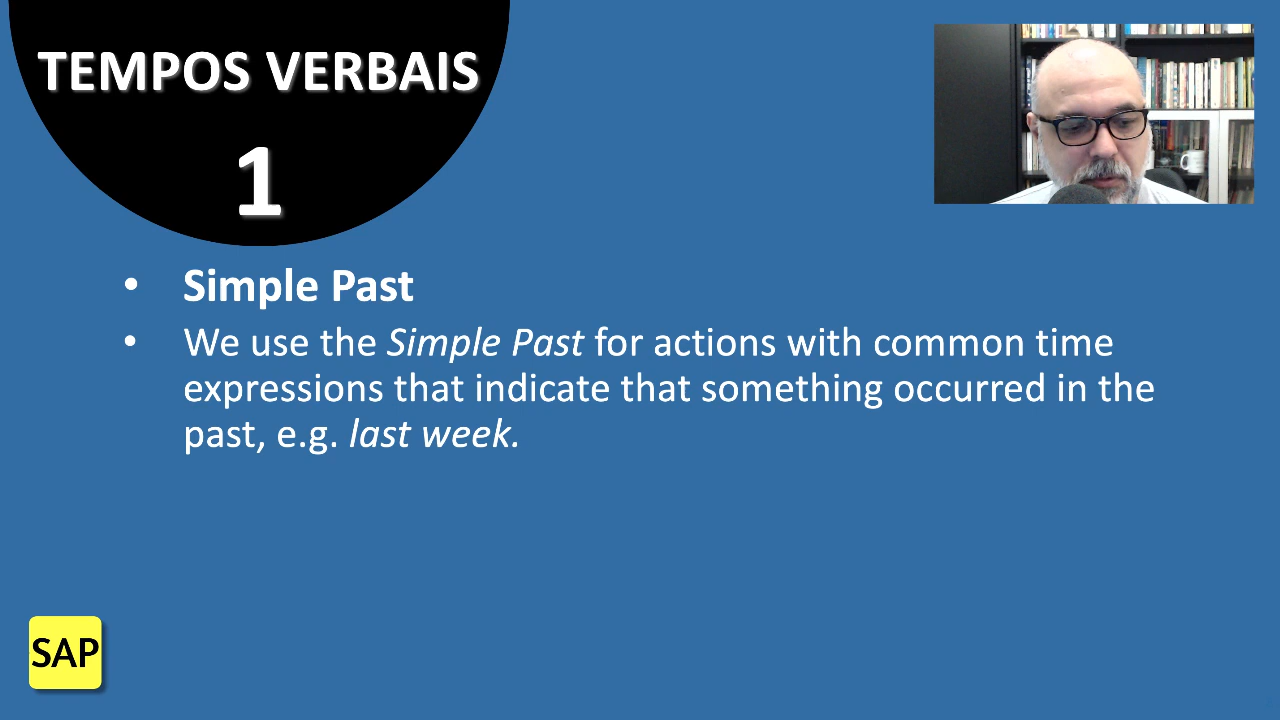 TEMPOS VERBAIS
1
• Simple Past
• We use the Simple Past for actions with common time
expressions that indicate that something occurred in the
past, e.g. last week.
SAP